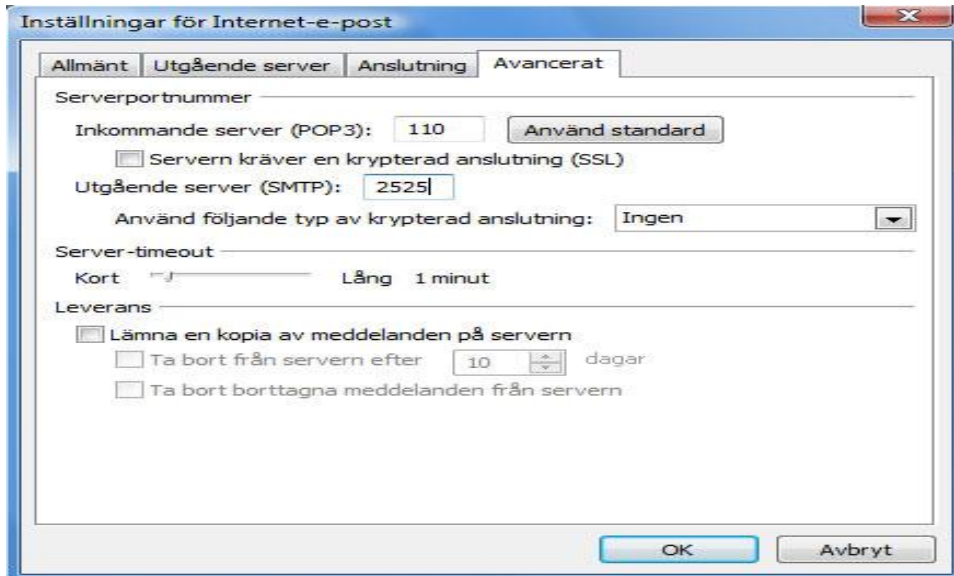 Inställningar för Internet-e-post
Allmänt Utgående server Anslutning Avancerat
Serverportnummer
Inkommande server (POP3): 110 Använd standard
Servern kräver en krypterad anslutning (SSL)
Utgående server (SMTP): 2525
Använd följande typ av krypterad anslutning: Ingen
Server-timeout
Kort Lång 1 minut
Leverans
Lämna en kopia av meddelanden på servern
Ta bort från servern efter 10 dagar
Ta bort borttagna meddelanden från servern
OK Avbryt